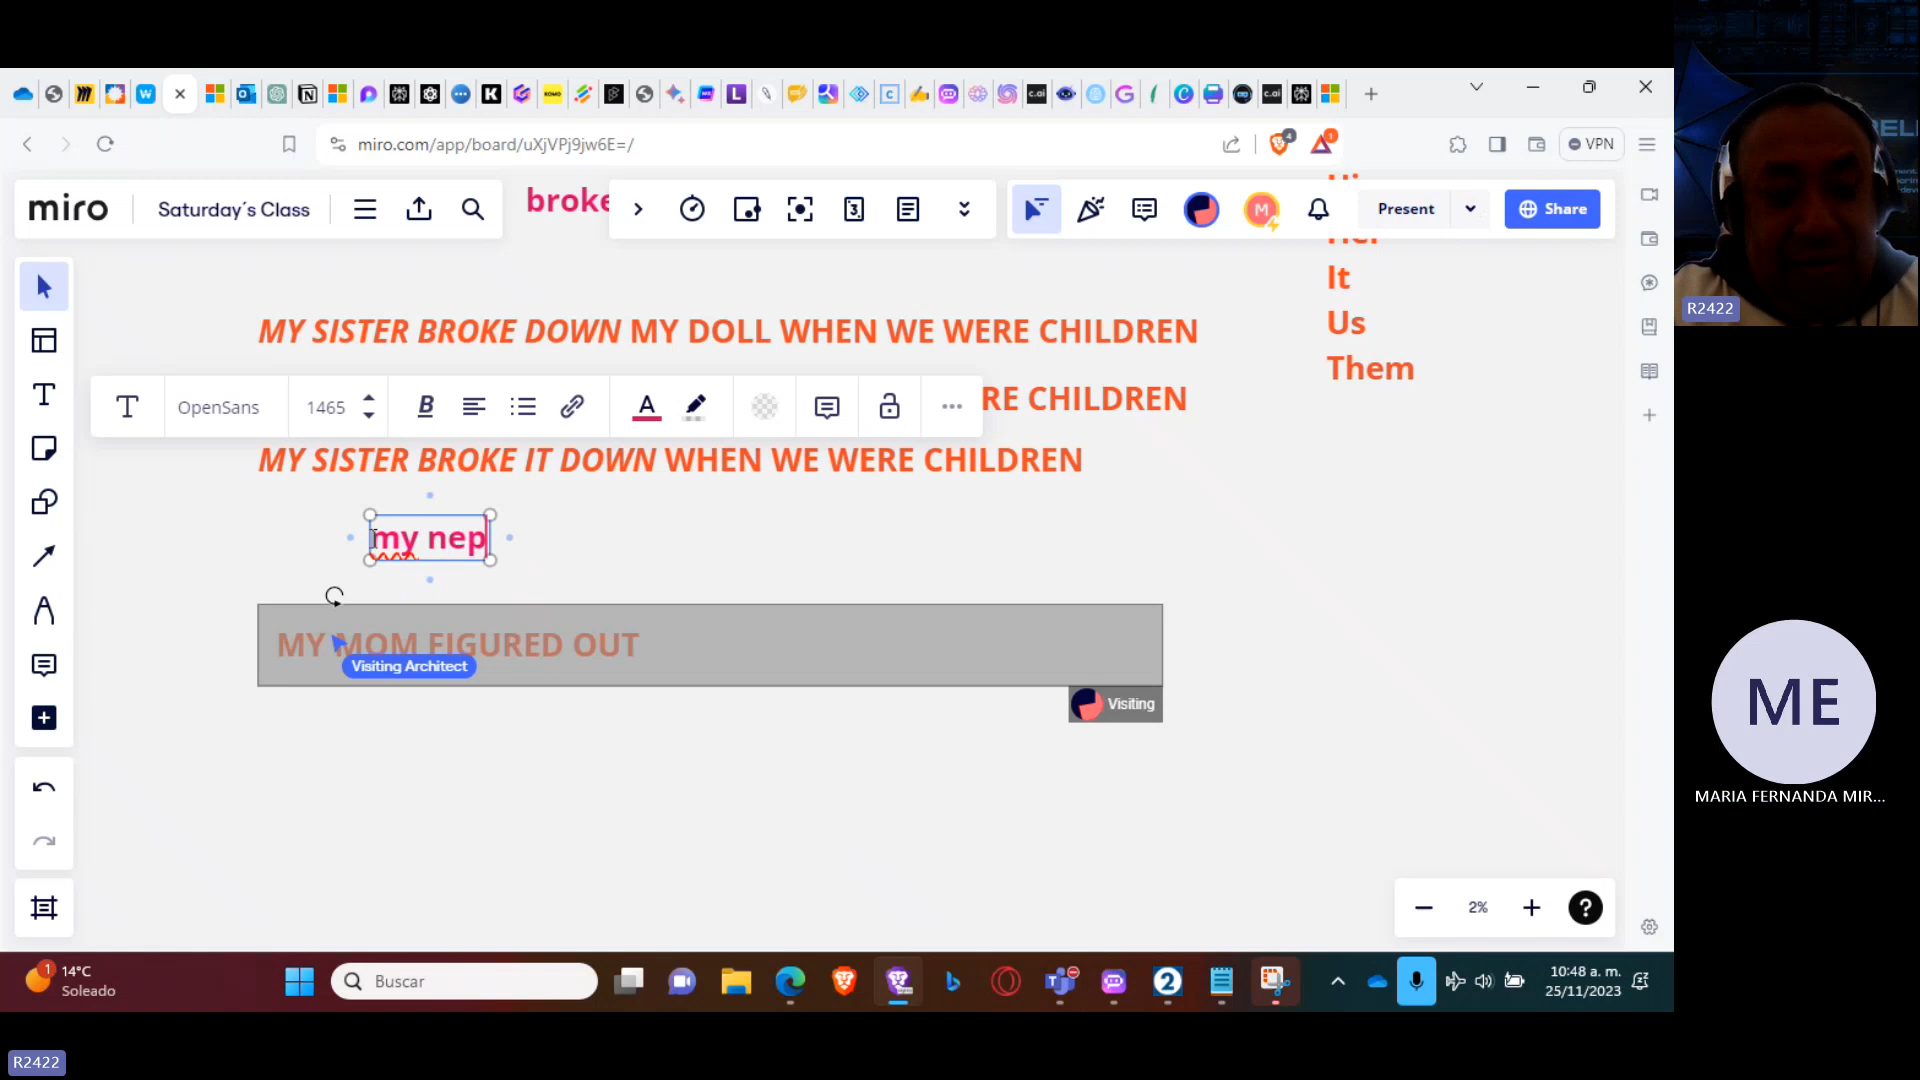 miro.com/app/board/uXjVPj9jw6E=/
VPN
miro
Saturday´s Class
broke
Present
Share
It
Us
Them
MY SISTER BROKE DOWN MY DOLL WHEN WE WERE CHILDREN
OpenSans
1465
RE CHILDREN
MY SISTER BROKE IT DOWN WHEN WE WERE CHILDREN
my nep
MY MOM FIGURED OUT
Visiting Architect
Visiting
2%
14°C
Soleado
Buscar
10:48 a. m.
25/11/2023
R2422
ME
MARIA FERNANDA MIR...
R2422